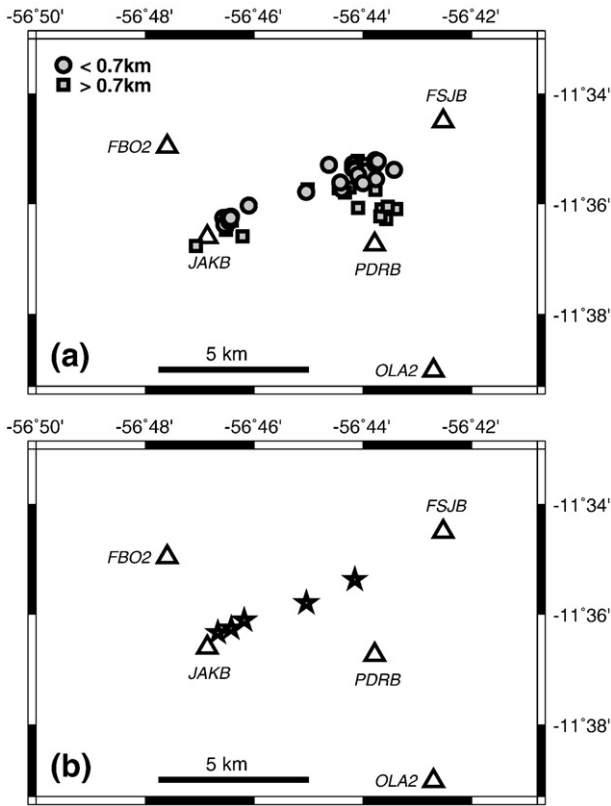 -56°50' -56°48' -56°46' -56°44' -56°42'
< 0.7km
> 0.7km
FSJB
-11°34'
FBO2
-11°36'
JAKB
PDRB
-11°38'
(a)
5 km
OLA2
-56°50' -56°48' -56°46' -56°44' -56°42'
FSJB
-11°34'
FBO2
-11°36'
JAKB
PDRB
-11°38'
(b)
5 km
OLA2